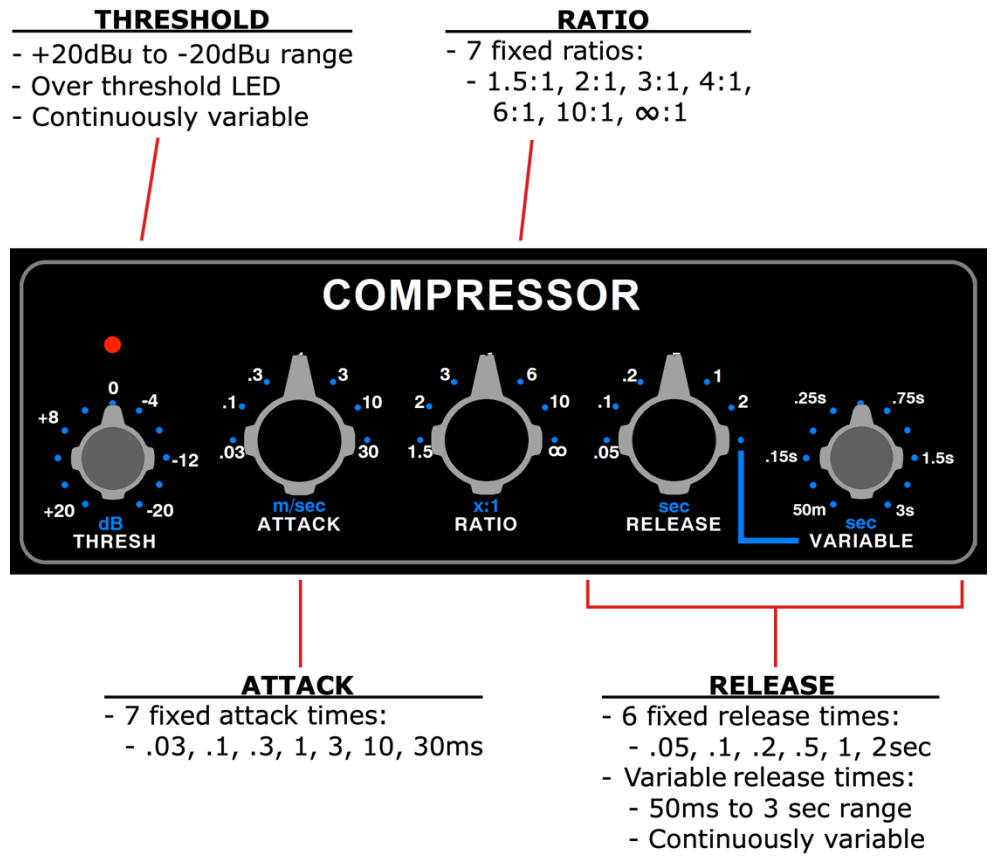 THRESHOLD
- +20dBu to -20dBu range
- Over threshold LED
- Continuously variable
RATIO
- 7 fixed ratios:
- 1.5:1, 2:1, 3:1, 4:1,
6:1, 10:1, ∞:1
COMPRESSOR
+20
+8
0
-4
-12
-20
dB
THRESH
.03
.1
.3
3
10
30
m/sec
ATTACK
1.5
2
3
6
10
∞
x:1
RATIO
.05
.1
.2
1
2
sec
RELEASE
50m
.15s
.25s
.75s
1.5s
3s
sec
VARIABLE
ATTACK
- 7 fixed attack times:
- .03, .1, .3, 1, 3, 10, 30ms
RELEASE
- 6 fixed release times:
- .05, .1, .2, .5, 1, 2sec
- Variable release times:
- 50ms to 3 sec range
- Continuously variable